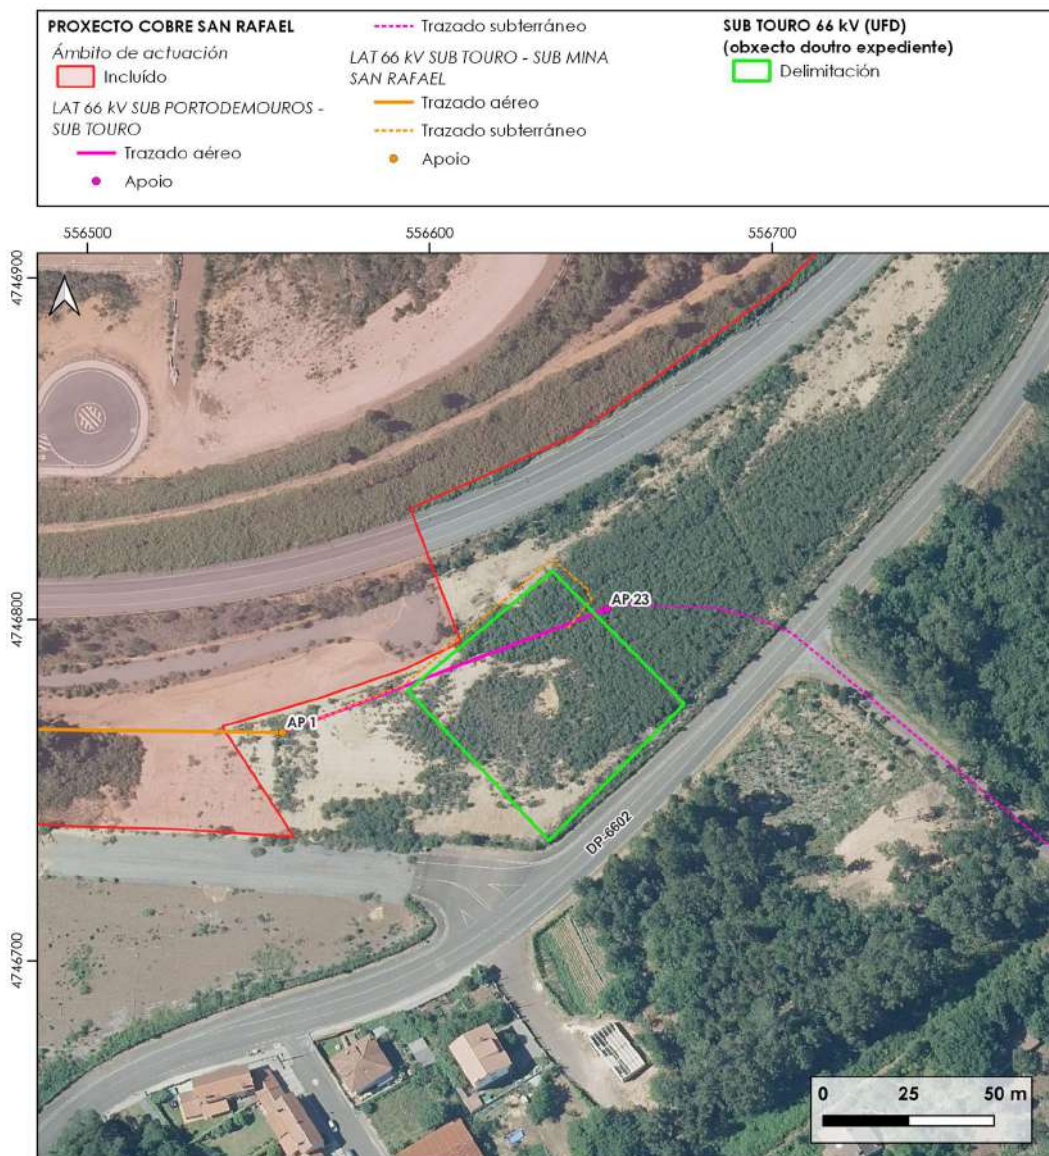 PROXECTO COBRE SAN RAFAEL
Ámbito de actuación
Incluído
LAT 66 kV SUB PORTODEMOUROS -
SUB TOURO
Trazado aéreo
Apoio
Trazado subterráneo
LAT 66 kV SUB TOURO - SUB MINA
SAN RAFAEL
Trazado aéreo
Trazado subterráneo
Apoio
SUB TOURO 66 kV (UFD)
(obxecto doutro expediente)
Delimitación
556500
556600
556700
4746900
4746800
4746700
AP 23
AP 1
DP-6602
0 25 50 m